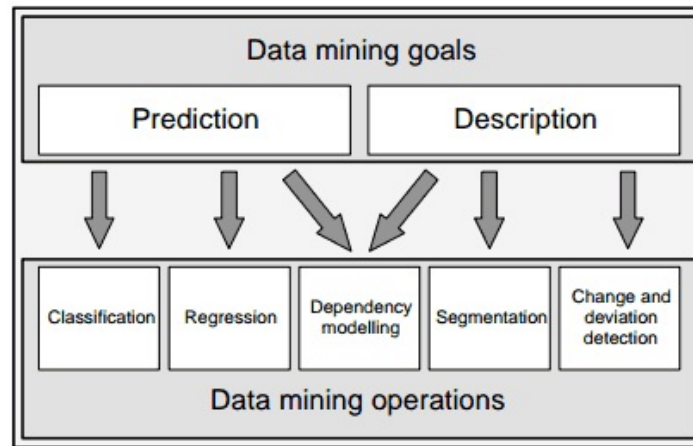 Data mining goals
Prediction
Description
Classification
Regression
Dependency
modelling
Segmentation
Change and
deviation
detection
Data mining operations